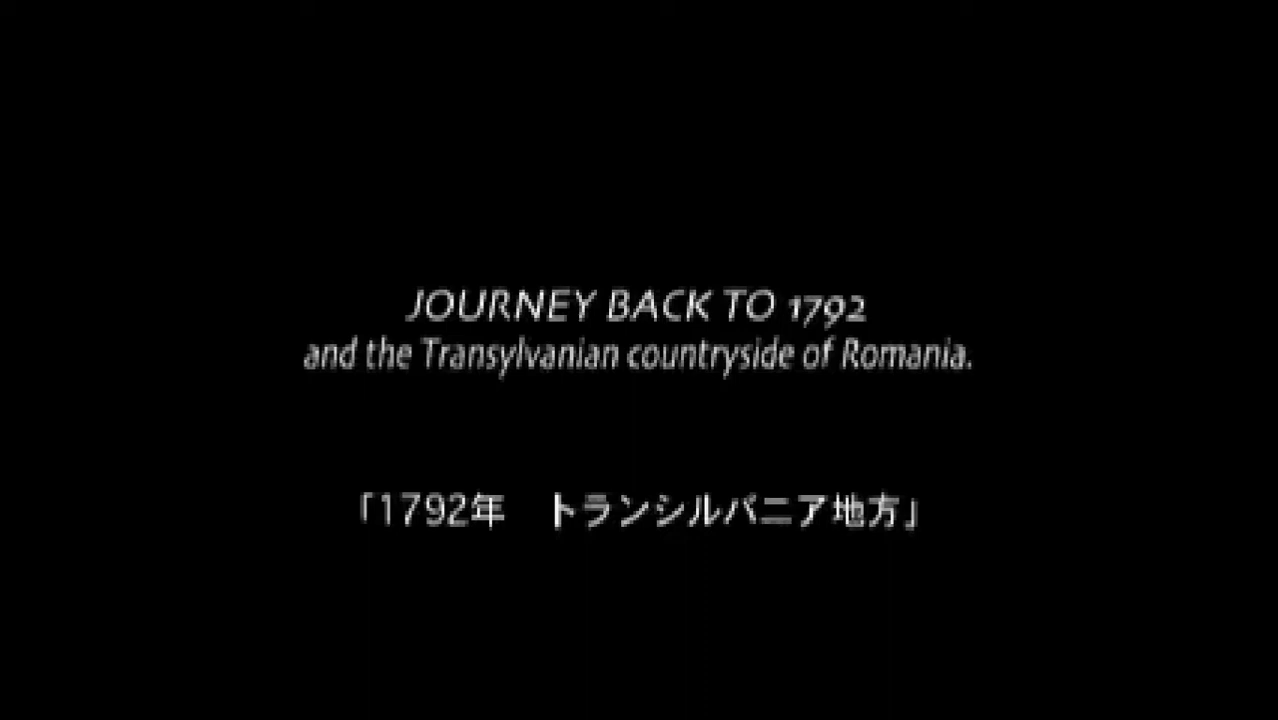 JOURNEY BACK TO 1792
and the Transylvanian countryside of Romania.
「1792年　トランシルバニア地方」